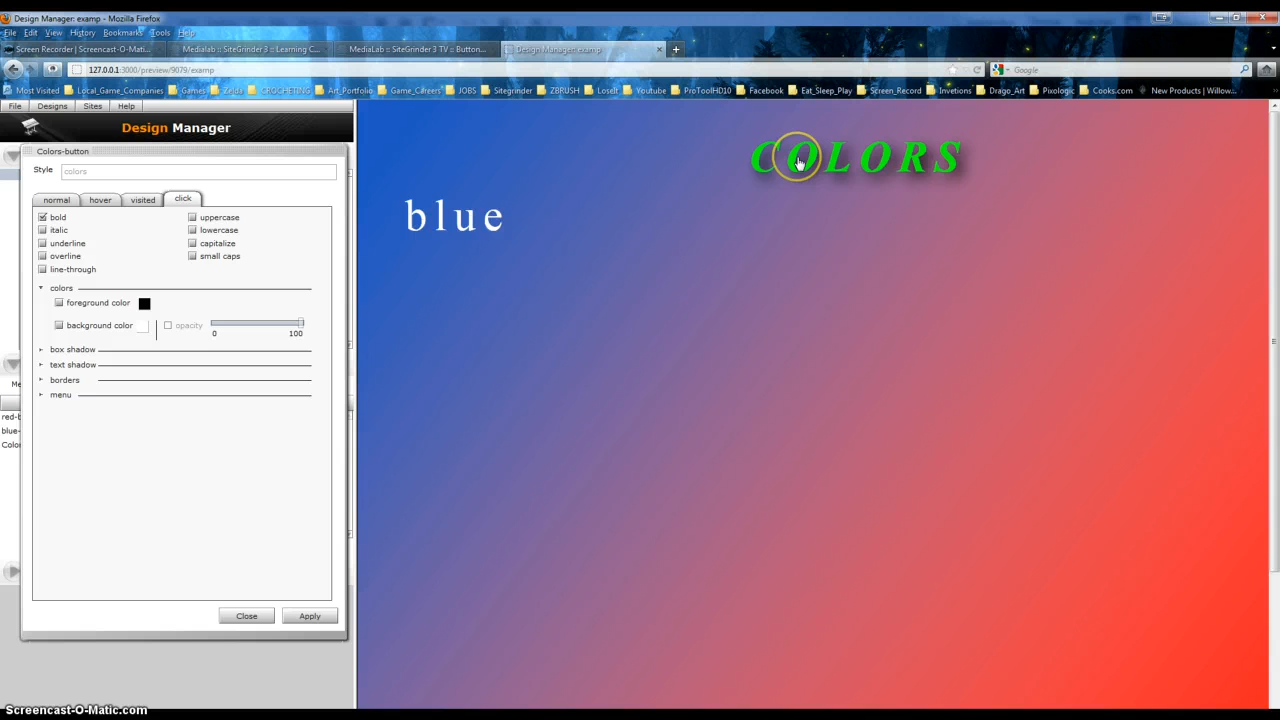 Design Manager: examp - Mozilla Firefox
File Edit View History Bookmarks Tools Help
Screen Recorder | Screencast-O-Mati... Medialab :: SiteGrinder 3 :: Learning C... MediaLab :: SiteGrinder 3 TV :: Button... Design Manager: examp
127.0.0.1:3000/preview/9079/examp Google
Most Visited Local_Game_Companies Games Zelda CROCHETING Art_Portfolio Game_Careers JOBS Sitegrinder ZBRUSH LoseIt Youtube ProToolHD10 Facebook Eat_Sleep_Play Screen_Record Invetions Drago_Art Pixologic Cooks.com New Products | Willow...
File Designs Sites Help
Design Manager
Colors-button
Style colors
normal hover visited click
bold uppercase
italic lowercase
underline capitalize
overline small caps
line-through
colors
foreground color
background color opacity
0 100
box shadow
text shadow
borders
menu
Me
red-b
blue-
Color
Close Apply
COLORS
blue
Screencast-O-Matic.com